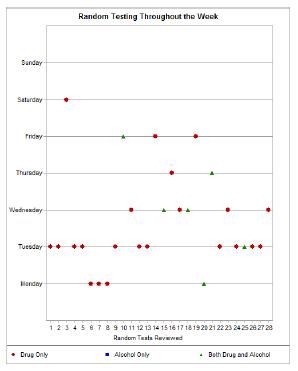 Random Testing Throughout the Week
Sunday
Saturday
Friday
Thursday
Wednesday
Tuesday
Monday
1 2 3 4 5 6 7 8 9 10 11 12 13 14 15 16 17 18 19 20 21 22 23 24 25 26 27 28
Random Tests Reviewed
Drug Only Alcohol Only Both Drug and Alcohol